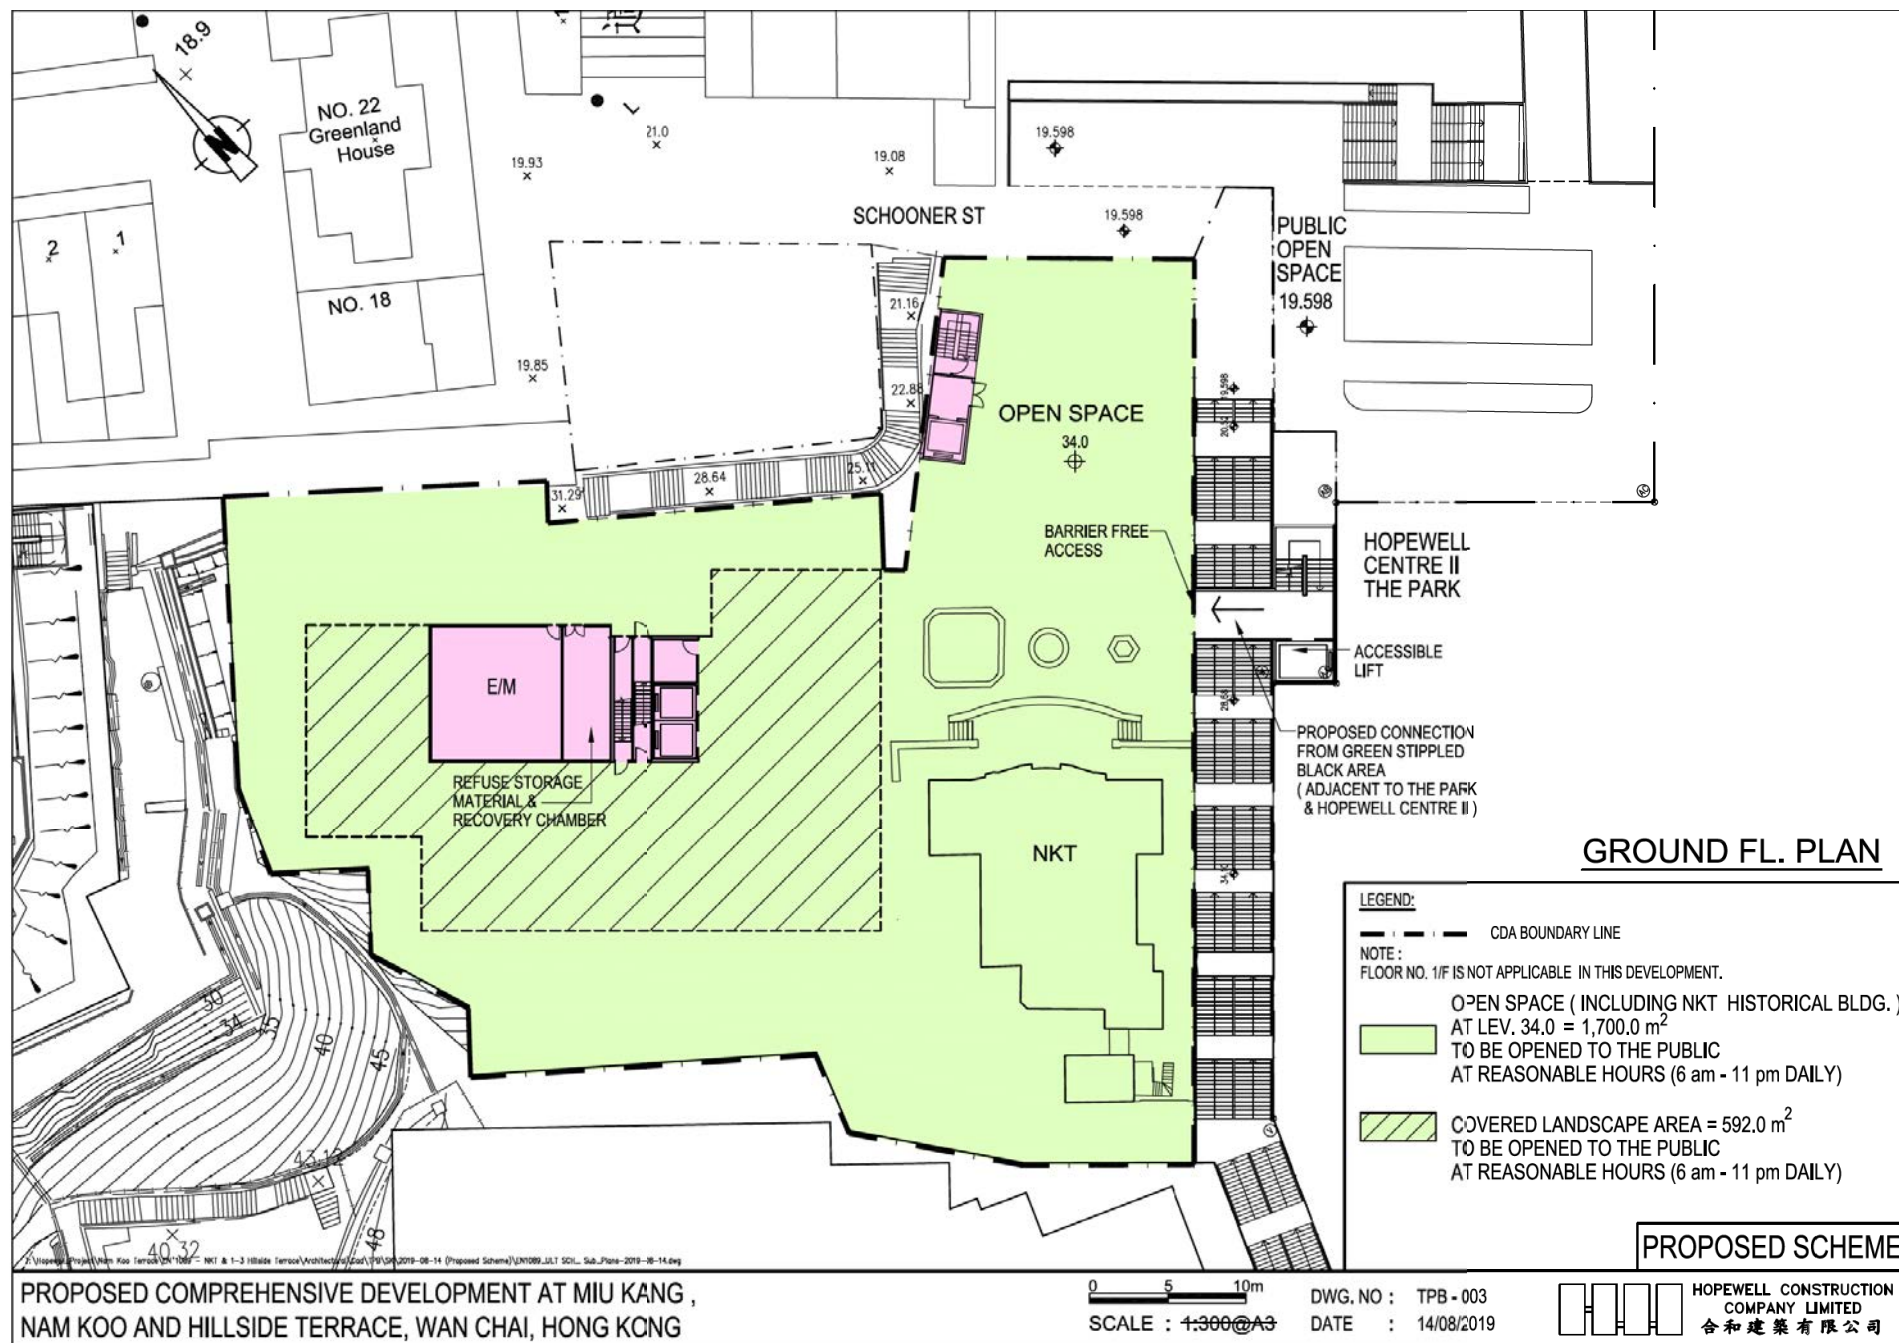 18.9
NO. 22
Greenland
House
N
2
1
NO. 18
L
21.0
19.93
19.08
19.598
SCHOONER ST
19.598
PUBLIC
OPEN
SPACE
19.598
21.16
19.85
22.88
OPEN SPACE
34.0
19.598
20.52
25.11
28.64
31.29
BARRIER FREE
ACCESS
HOPEWELL
CENTRE II
THE PARK
ACCESSIBLE
LIFT
E/M
28.68
PROPOSED CONNECTION
FROM GREEN STIPPLED
BLACK AREA
( ADJACENT TO THE PARK
& HOPEWELL CENTRE II )
REFUSE STORAGE
MATERIAL &
RECOVERY CHAMBER
NKT
GROUND FL. PLAN
LEGEND:
CDA BOUNDARY LINE
NOTE :
FLOOR NO. 1/F IS NOT APPLICABLE IN THIS DEVELOPMENT.
OPEN SPACE ( INCLUDING NKT HISTORICAL BLDG. )
AT LEV. 34.0 = 1,700.0 m²
TO BE OPENED TO THE PUBLIC
AT REASONABLE HOURS (6 am - 11 pm DAILY)
COVERED LANDSCAPE AREA = 592.0 m²
TO BE OPENED TO THE PUBLIC
AT REASONABLE HOURS (6 am - 11 pm DAILY)
30
34
35
40
45
43.12
48
40.32
PROPOSED SCHEME
PROPOSED COMPREHENSIVE DEVELOPMENT AT MIU KANG ,
NAM KOO AND HILLSIDE TERRACE, WAN CHAI, HONG KONG
0 5 10m
SCALE : 1:300@A3
DWG. NO : TPB - 003
DATE : 14/08/2019
HOPEWELL CONSTRUCTION
COMPANY LIMITED
合和建築有限公司